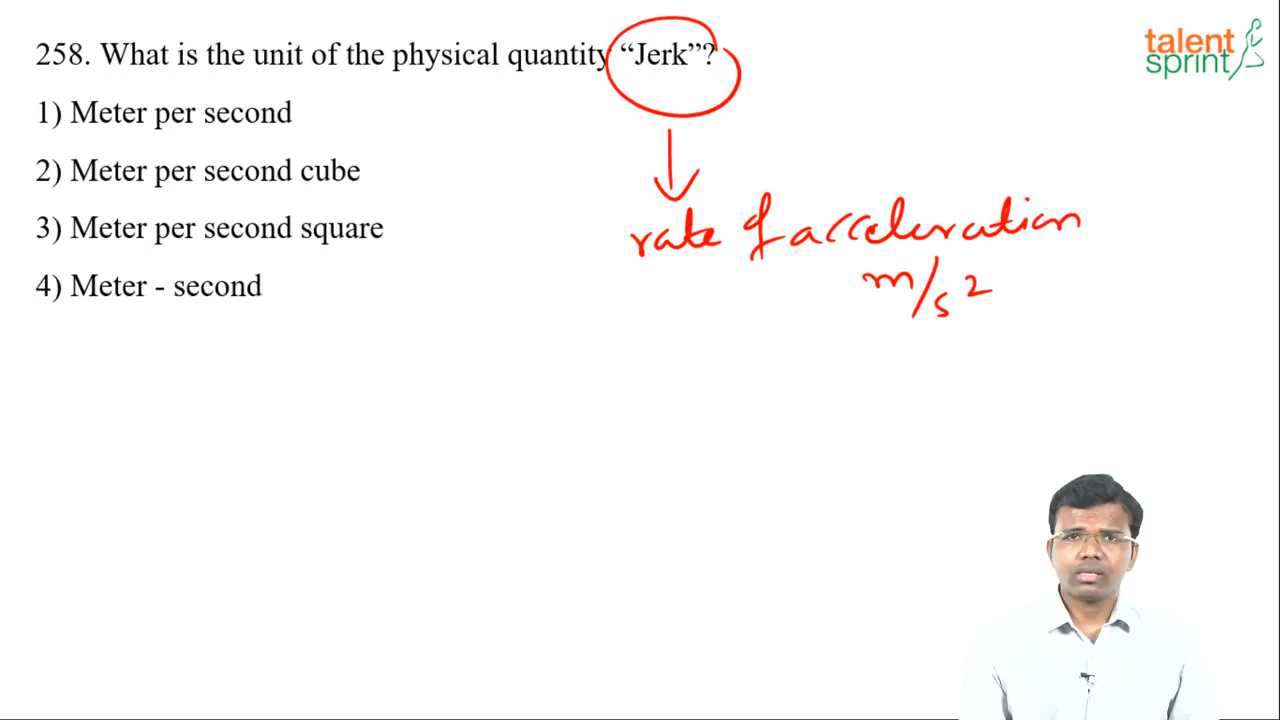 258. What is the unit of the physical quantity “Jerk”?
talent
sprint
1) Meter per second
2) Meter per second cube
3) Meter per second square
4) Meter - second
rate of acceleration
m/s 2